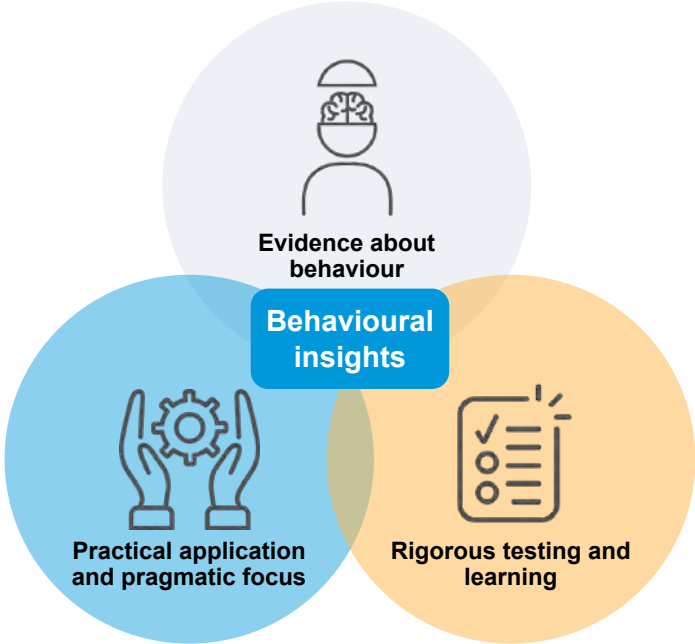 Evidence about
behaviour
Behavioural
insights
Practical application
and pragmatic focus
Rigorous testing and
learning